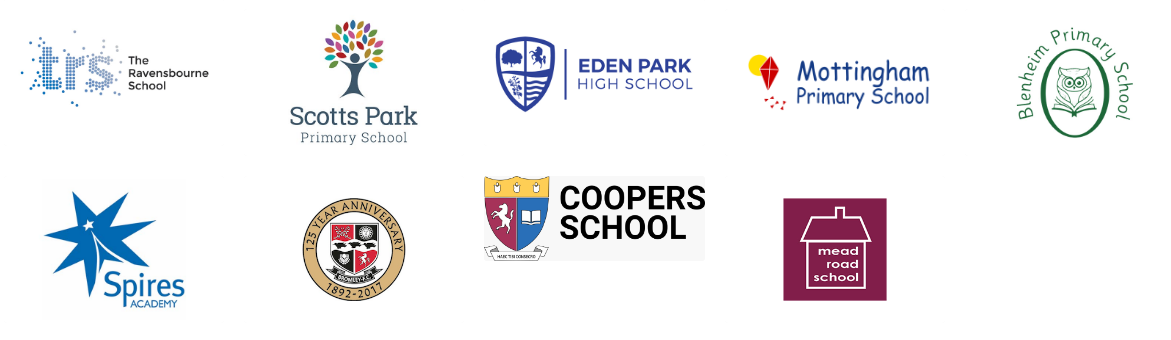 trs
The
Ravensbourne
School
Scotts Park
Primary School
EDEN PARK
HIGH SCHOOL
Mottingham
Primary School
Blenheim Primary School
Spires
ACADEMY
125 YEAR ANNIVERSARY
BROMLEY-F.C.
1892-2017
COOPERS
SCHOOL
mead
road
school